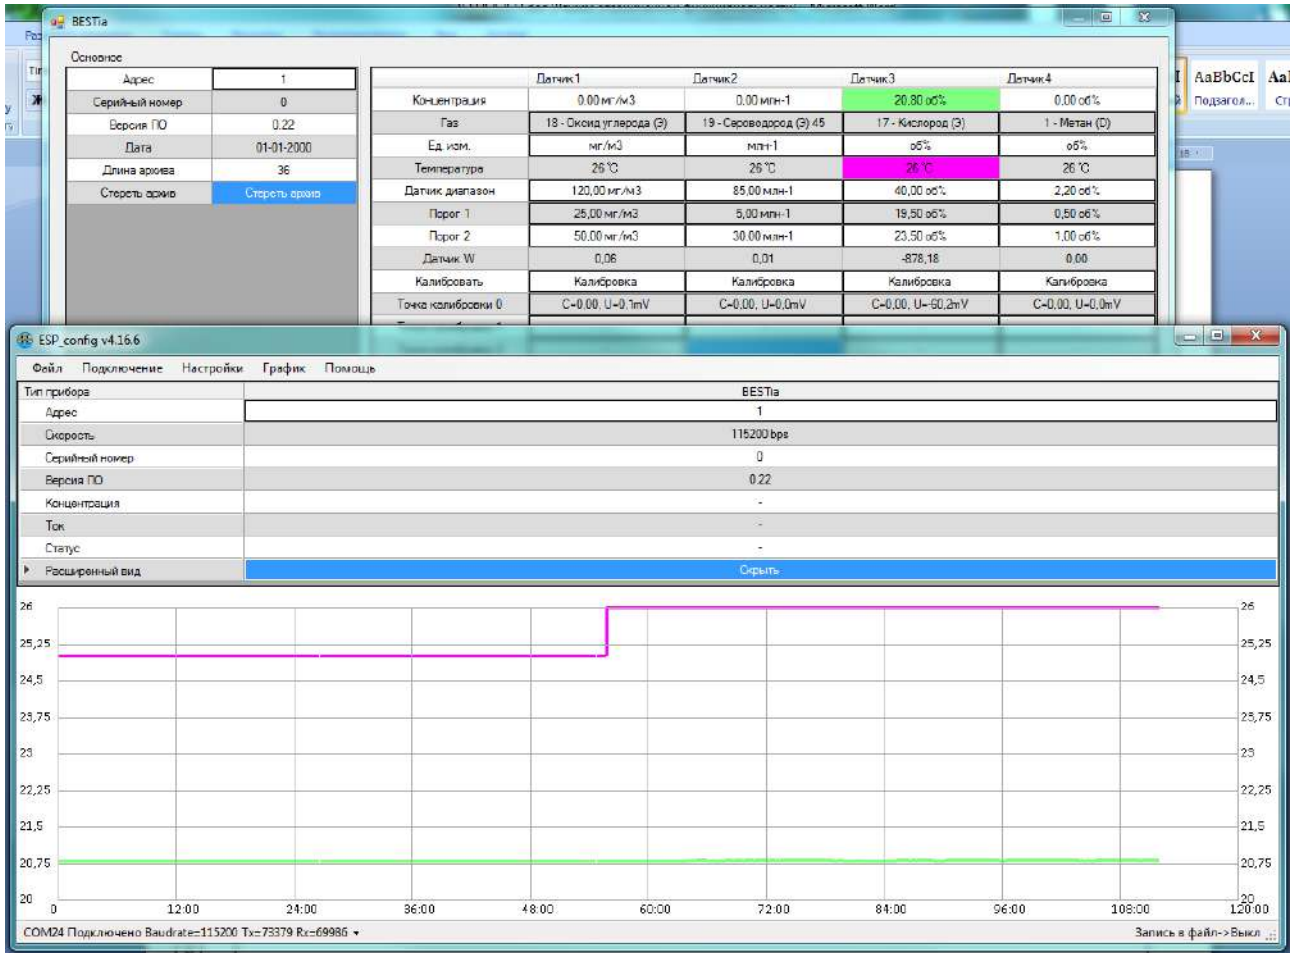 BESTia
Основное
Адрес 1
Серийный номер 0
Версия ПО 0.22
Дата 01-01-2000
Длина архива 36
Стереть архив Стереть архив
Датчик1 Датчик2 Датчик3 Датчик4
Концентрация 0.00 мг/м3 0.00 млн-1 20,80 об% 0,00 об%
Газ 18 - Оксид углерода (Э) 19 - Сероводород (Э) 45 17 - Кислород (Э) 1 - Метан (D)
Ед. изм. мг/м3 млн-1 об% об%
Температура 26 °C 26 °C 26 °C 26 °C
Датчик диапазон 120,00 мг/м3 85,00 млн-1 40,00 об% 2,20 об%
Порог 1 25,00 мг/м3 5,00 млн-1 19,50 об% 0,50 об%
Порог 2 50,00 мг/м3 30.00 млн-1 23,50 об% 1,00 об%
Датчик W 0,06 0,01 -878,18 0.00
Калибровать Калибровка Калибровка Калибровка Калибровка
Точка калибровки 0 C=0,00, U=0,1mV C=0,00, U=0,0mV C=0,00, U=-60,2mV C=0,00, U=0,0mV
AaBbCcI
Подзагол...
18
ESP_config v4.16.6
Файл Подключение Настройки График Помощь
Тип прибора BESTia
Адрес 1
Скорость 115200 bps
Серийный номер 0
Версия ПО 0.22
Концентрация -
Ток -
Статус -
Расширенный вид Скрыть
26 26
25,25 25,25
24,5 24,5
23,75 23,75
23 23
22,25 22,25
21,5 21,5
20,75 20,75
20 20
0 12:00 24:00 36:00 48:00 60:00 72:00 84:00 96:00 108:00 120:00
COM24 Подключено Baudrate=115200 Tx=73379 Rx=69986 Запись в файл->Выкл